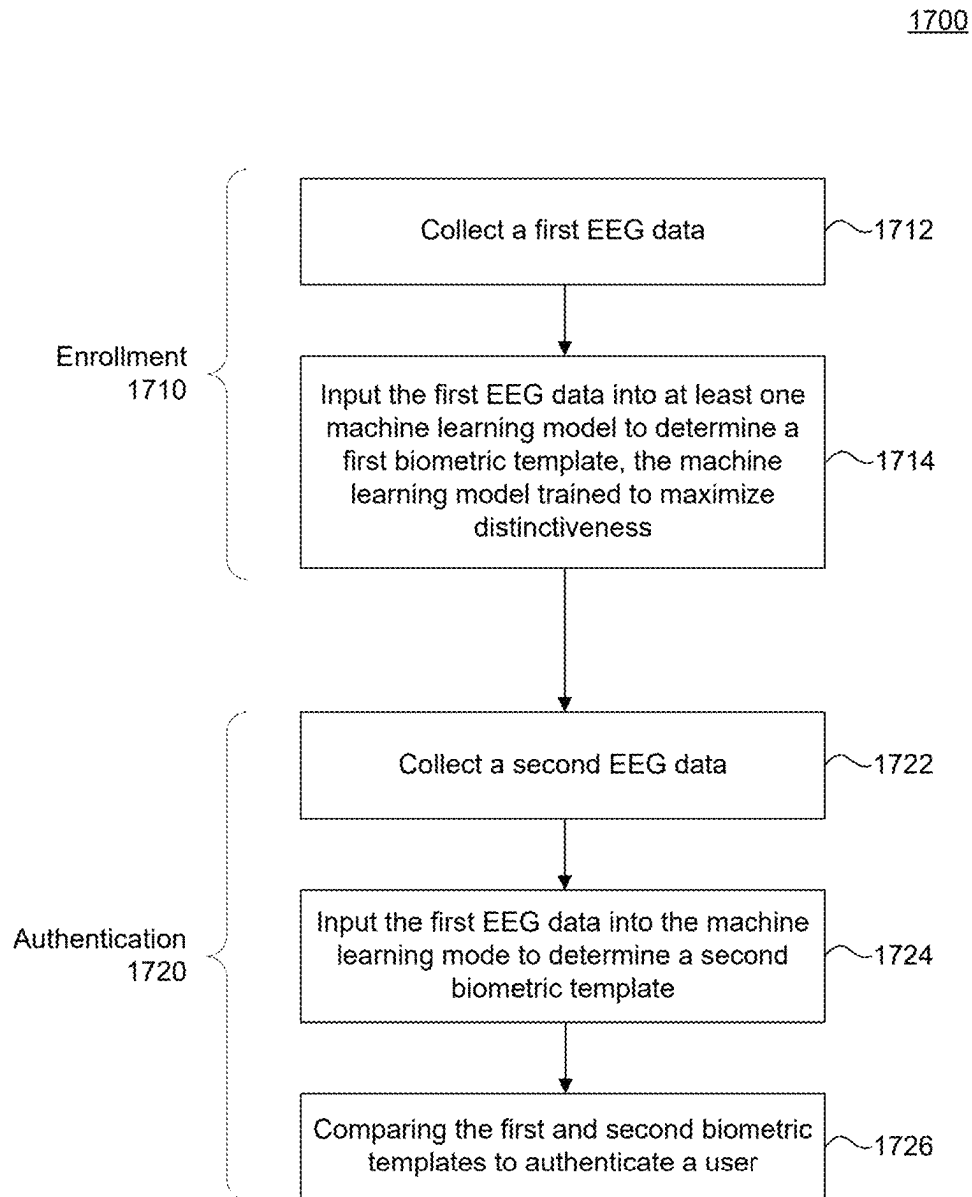 1700
Collect a first EEG data
1712
Enrollment
1710
Input the first EEG data into at least one
machine learning model to determine a
first biometric template, the machine
learning model trained to maximize
distinctiveness
1714
Collect a second EEG data
1722
Authentication
1720
Input the first EEG data into the machine
learning mode to determine a second
biometric template
1724
Comparing the first and second biometric
templates to authenticate a user
1726